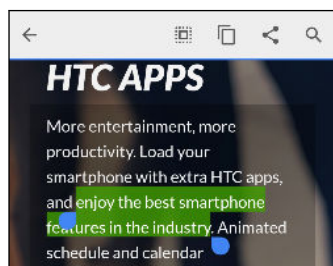 HTC APPS
More entertainment, more
productivity. Load your
smartphone with extra HTC apps,
and enjoy the best smartphone
features in the industry. Animated
schedule and calendar